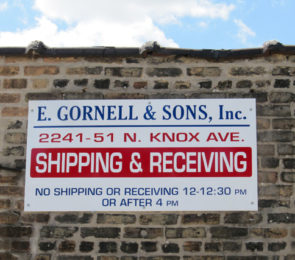 E. GORNELL & SONS, Inc.
2241-51 N. KNOX AVE.
SHIPPING & RECEIVING
NO SHIPPING OR RECEIVING 12-12:30 PM
OR AFTER 4 PM